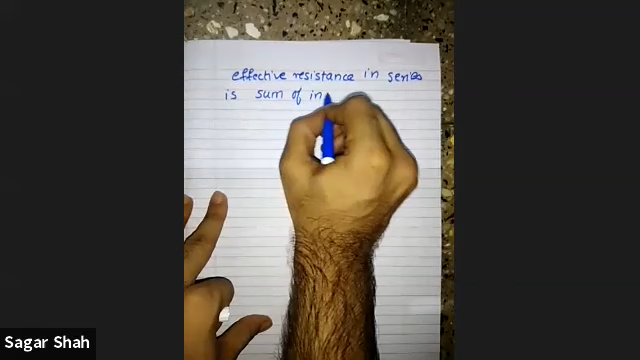 effective resistance in series
is sum of in
Sagar Shah